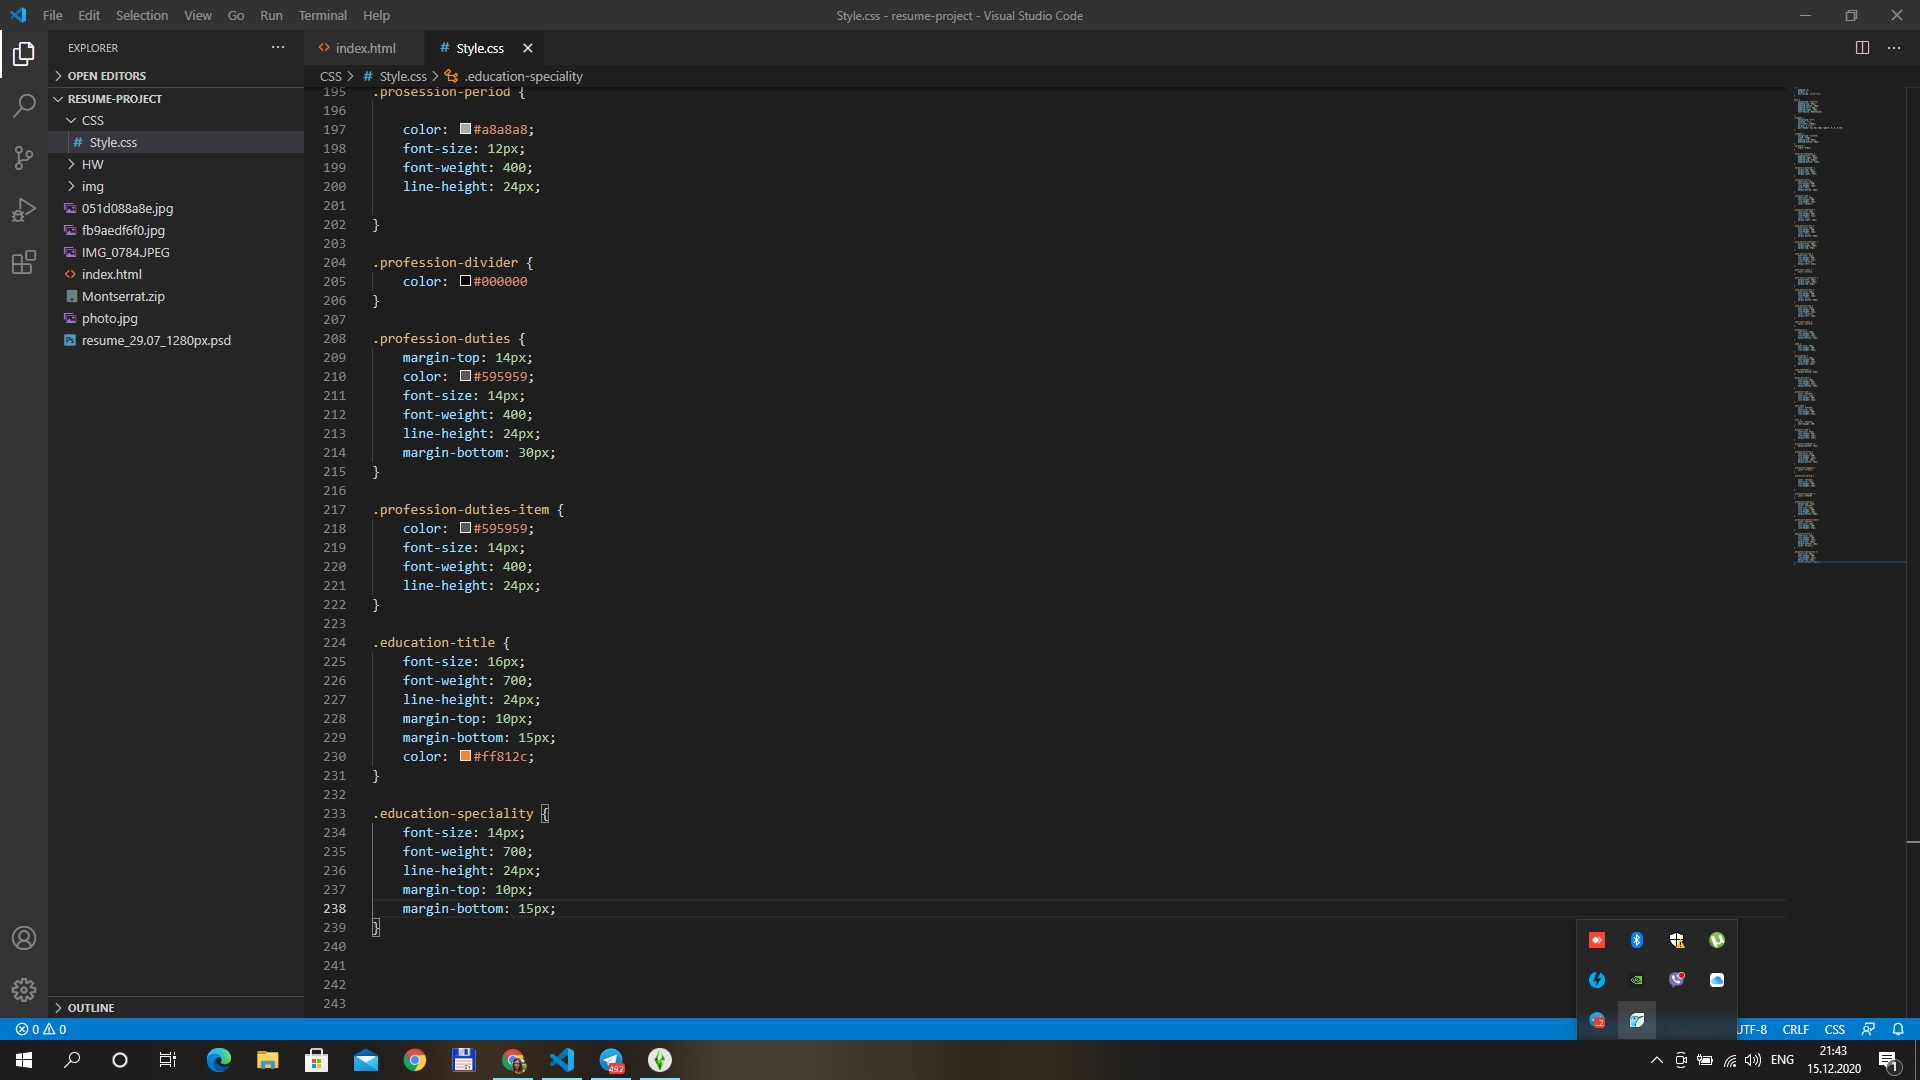 File Edit Selection View Go Run Terminal Help
Style.css - resume-project - Visual Studio Code
EXPLORER
index.html
# Style.css
OPEN EDITORS
CSS > # Style.css > .education-speciality
RESUME-PROJECT
CSS
# Style.css
HW
img
051d088a8e.jpg
fb9aedf6f0.jpg
IMG_0784.JPEG
index.html
Montserrat.zip
photo.jpg
Ps resume_29.07_1280px.psd
OUTLINE
195 .prosession-period {
196
197 color: #a8a8a8;
198 font-size: 12px;
199 font-weight: 400;
200 line-height: 24px;
201
202 }
203
204 .profession-divider {
205 color: #000000
206 }
207
208 .profession-duties {
209 margin-top: 14px;
210 color: #595959;
211 font-size: 14px;
212 font-weight: 400;
213 line-height: 24px;
214 margin-bottom: 30px;
215 }
216
217 .profession-duties-item {
218 color: #595959;
219 font-size: 14px;
220 font-weight: 400;
221 line-height: 24px;
222 }
223
224 .education-title {
225 font-size: 16px;
226 font-weight: 700;
227 line-height: 24px;
228 margin-top: 10px;
229 margin-bottom: 15px;
230 color: #ff812c;
231 }
232
233 .education-speciality {
234 font-size: 14px;
235 font-weight: 700;
236 line-height: 24px;
237 margin-top: 10px;
238 margin-bottom: 15px;
239 }
240
241
242
243
0 0
UTF-8 CRLF CSS
492
ENG
21:43
15.12.2020
1